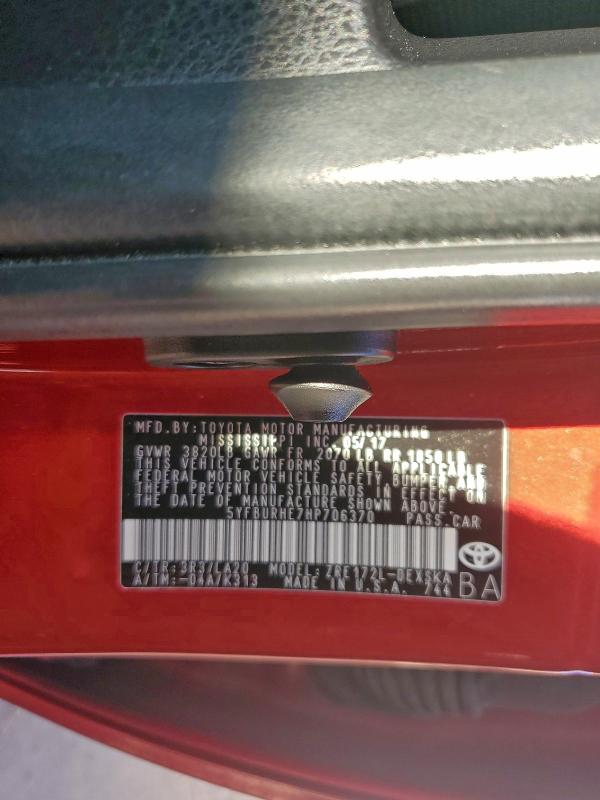 MFD.BY:TOYOTA MOTOR MANUFACTURING
MISSISSIPPI INC. 05/17
GVWR 3820LB GAWR FR 2070LB RR 1850LB
THIS VEHICLE CONFORMS TO ALL APPLICABLE
FEDERAL MOTOR VEHICLE SAFETY, BUMPER, AND
THEFT PREVENTION STANDARDS IN EFFECT ON
THE DATE OF MANUFACTURE SHOWN ABOVE.
5YFBURHE7HP706370 PASS.CAR
C/TR:3R3/LA20 MODEL:ZRE172L-DEXSKA
A/TM:-04A/K313 MADE IN U.S.A. 744
BA